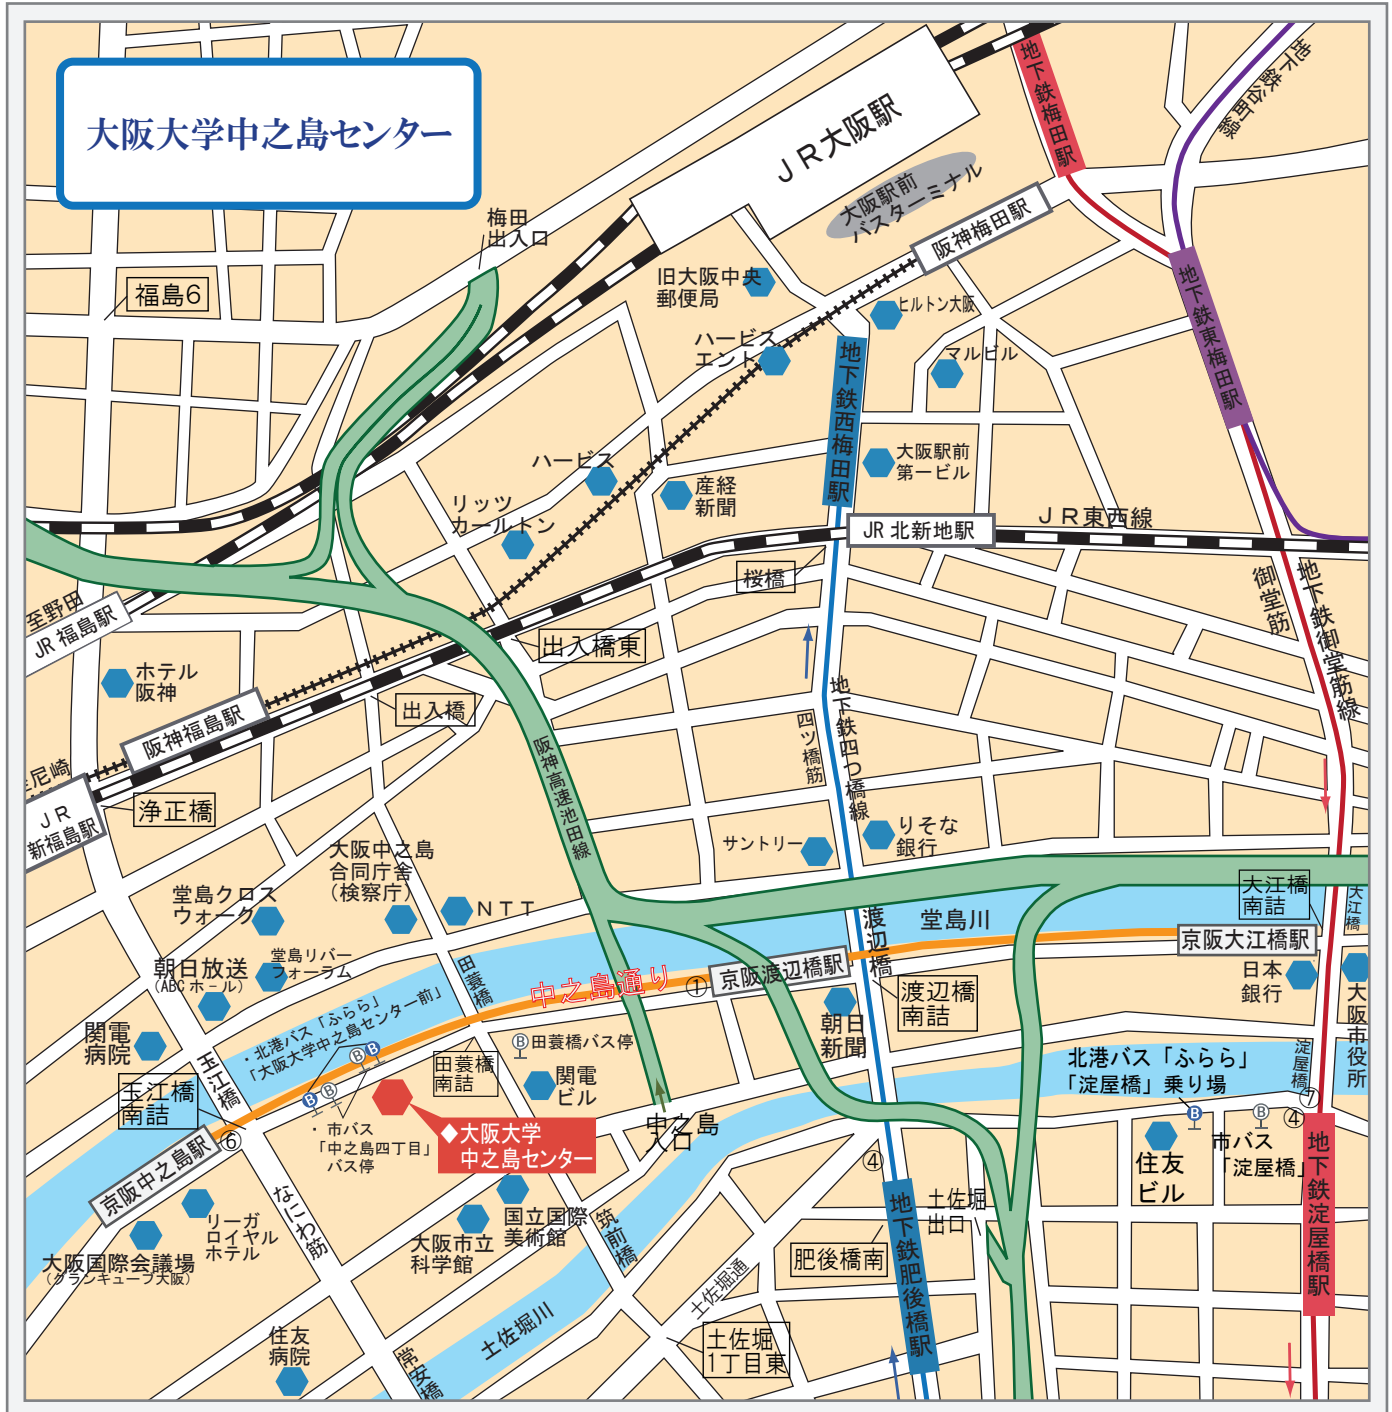 大阪大学中之島センター
JR大阪駅
地下鉄梅田駅
地下鉄谷町線
大阪駅前
バスターミナル
阪神梅田駅
梅田
出入口
福島6
旧大阪中央
郵便局
ヒルトン大阪
ハービス
エント
マルビル
地下鉄東梅田駅
地下鉄西梅田駅
大阪駅前
第一ビル
ハービス
産経
新聞
リッツ
カールトン
JR北新地駅
JR東西線
桜橋
御堂筋
地下鉄御堂筋線
至野田
JR福島駅
出入橋東
ホテル
阪神
出入橋
阪神福島駅
四ツ橋筋
地下鉄四つ橋線
阪神高速池田線
尼崎
JR
新福島駅
浄正橋
サントリー
りそな
銀行
大阪中之島
合同庁舎
(検察庁)
堂島クロス
ウォーク
NTT
大江橋
南詰
大江橋
堂島川
渡辺橋
京阪大江橋駅
堂島リバー
フォーラム
朝日放送
(ABCホール)
田蓑橋
中之島通り
①
京阪渡辺橋駅
渡辺橋
南詰
日本
銀行
大阪市役所
朝日
新聞
・北港バス「ふらら」
「大阪大学中之島センター前」
関電
病院
玉江橋
玉江橋
南詰
B
B
B
B
田蓑橋
南詰
B田蓑橋バス停
関電
ビル
北港バス「ふらら」
「淀屋橋」乗り場
淀屋橋
⑦
④
B
B
市バス
「淀屋橋」
住友
ビル
地下鉄淀屋橋駅
中之島
入口
◆大阪大学
中之島センター
・市バス
「中之島四丁目」
バス停
⑥
京阪中之島駅
④
リーガ
ロイヤル
ホテル
なにわ筋
大阪国際会議場
(グランキューブ大阪)
国立国際
美術館
大阪市立
科学館
筑前橋
土佐堀
出口
肥後橋南
地下鉄肥後橋駅
土佐堀通
土佐堀川
土佐堀
1丁目東
住友
病院
常安橋